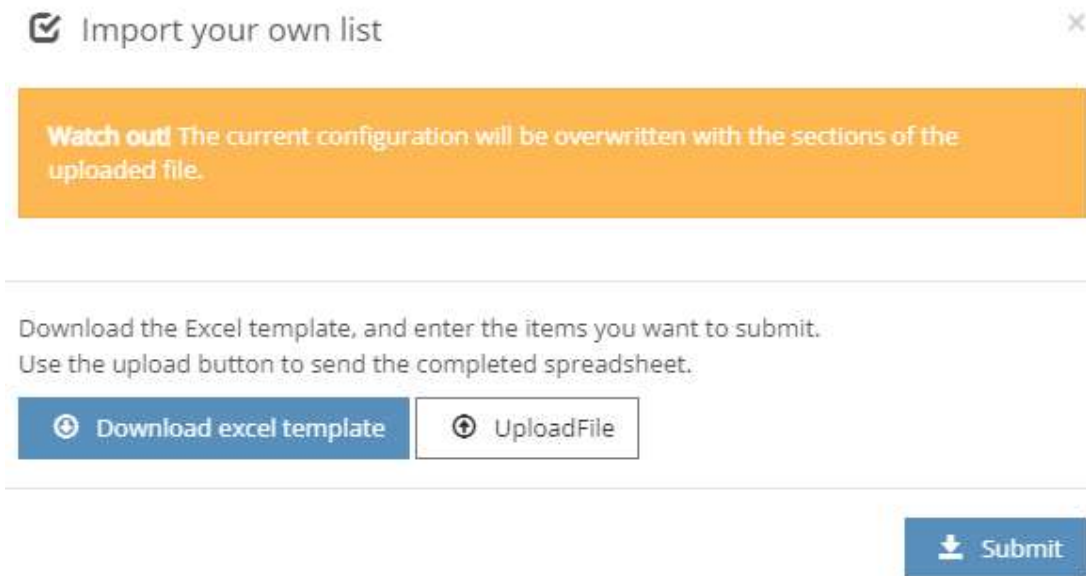 Import your own list
Watch out! The current configuration will be overwritten with the sections of the
uploaded file.
Download the Excel template, and enter the items you want to submit.
Use the upload button to send the completed spreadsheet.
Download excel template
UploadFile
Submit